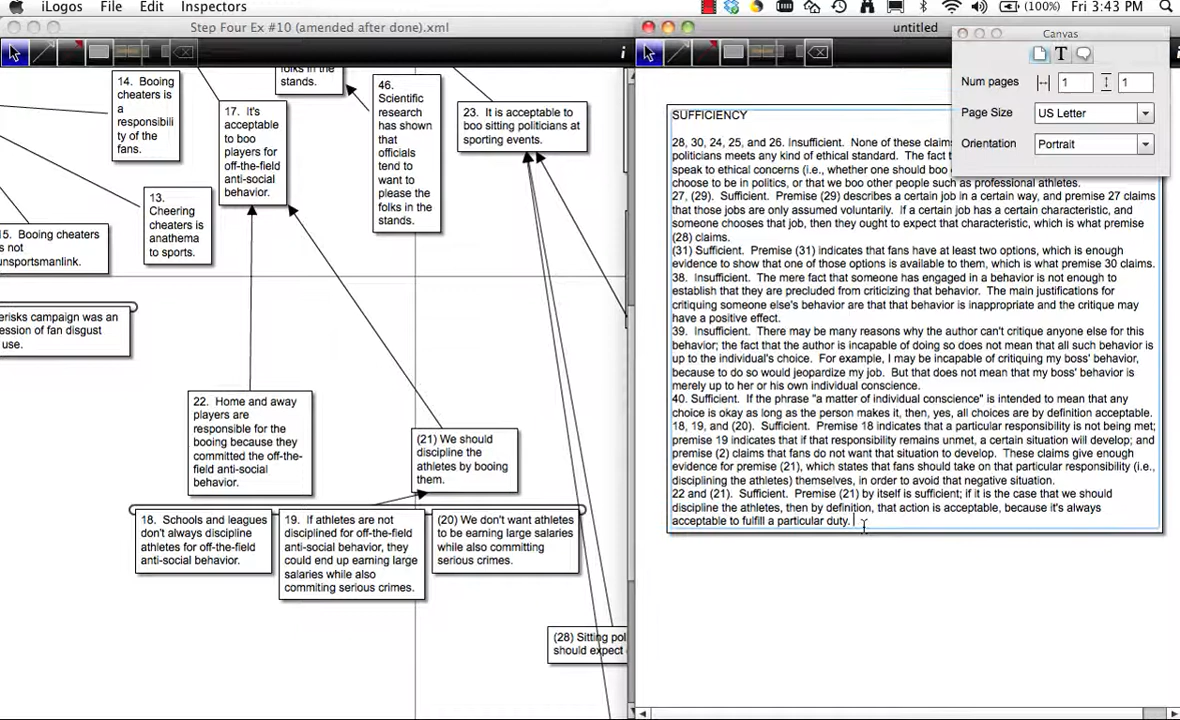 iLogos File Edit Inspectors (100%) Fri 3:43 PM
Step Four Ex #10 (amended after done).xml
untitled
i
folks in the
stands.
14. Booing
cheaters is
a
responsibili
ty of the
fans.
17. It's
acceptable
to boo
players for
off-the-field
anti-social
behavior.
46.
Scientific
research
has shown
that
officials
tend to
want to
please the
folks in the
stands.
23. It is acceptable to
boo sitting politicians at
sporting events.
13.
Cheering
cheaters is
anathema
to sports.
5. Booing cheaters
s not
unsportsmanlink.
erisks campaign was an
ession of fan disgust
use.
22. Home and away
players are
responsible for the
booing because they
committed the off-the-
field anti-social
behavior.
(21) We should
discipline the
athletes by booing
them.
18. Schools and leagues
don't always discipline
athletes for off-the-field
anti-social behavior.
19. If athletes are not
disciplined for off-the-field
anti-social behavior, they
could end up earning large
salaries while also
commiting serious crimes.
(20) We don't want athletes
to be earning large salaries
while also committing
serious crimes.
(28) Sitting pol
should expect
SUFFICIENCY
28, 30, 24, 25, and 26. Insufficient. None of these claims
politicians meets any kind of ethical standard. The fact t
speak to ethical concerns (i.e., whether one should boo
choose to be in politics, or that we boo other people such as professional athletes.
27, (29). Sufficient. Premise (29) describes a certain job in a certain way, and premise 27 claims
that those jobs are only assumed voluntarily. If a certain job has a certain characteristic, and
someone chooses that job, then they ought to expect that characteristic, which is what premise
(28) claims.
(31) Sufficient. Premise (31) indicates that fans have at least two options, which is enough
evidence to show that one of those options is available to them, which is what premise 30 claims.
38. Insufficient. The mere fact that someone has engaged in a behavior is not enough to
establish that they are precluded from criticizing that behavior. The main justifications for
critiquing someone else's behavior are that that behavior is inappropriate and the critique may
have a positive effect.
39. Insufficient. There may be many reasons why the author can't critique anyone else for this
behavior; the fact that the author is incapable of doing so does not mean that all such behavior is
up to the individual's choice. For example, I may be incapable of critiquing my boss' behavior,
because to do so would jeopardize my job. But that does not mean that my boss' behavior is
merely up to her or his own individual conscience.
40. Sufficient. If the phrase "a matter of individual conscience" is intended to mean that any
choice is okay as long as the person makes it, then, yes, all choices are by definition acceptable.
18, 19, and (20). Sufficient. Premise 18 indicates that a particular responsibility is not being met;
premise 19 indicates that if that responsibility remains unmet, a certain situation will develop; and
premise (2) claims that fans do not want that situation to develop. These claims give enough
evidence for premise (21), which states that fans should take on that particular responsibility (i.e.,
disciplining the athletes) themselves, in order to avoid that negative situation.
22 and (21). Sufficient. Premise (21) by itself is sufficient; if it is the case that we should
discipline the athletes, then by definition, that action is acceptable, because it's always
acceptable to fulfill a particular duty.
Canvas
T
Num pages 1 1
Page Size US Letter
Orientation Portrait